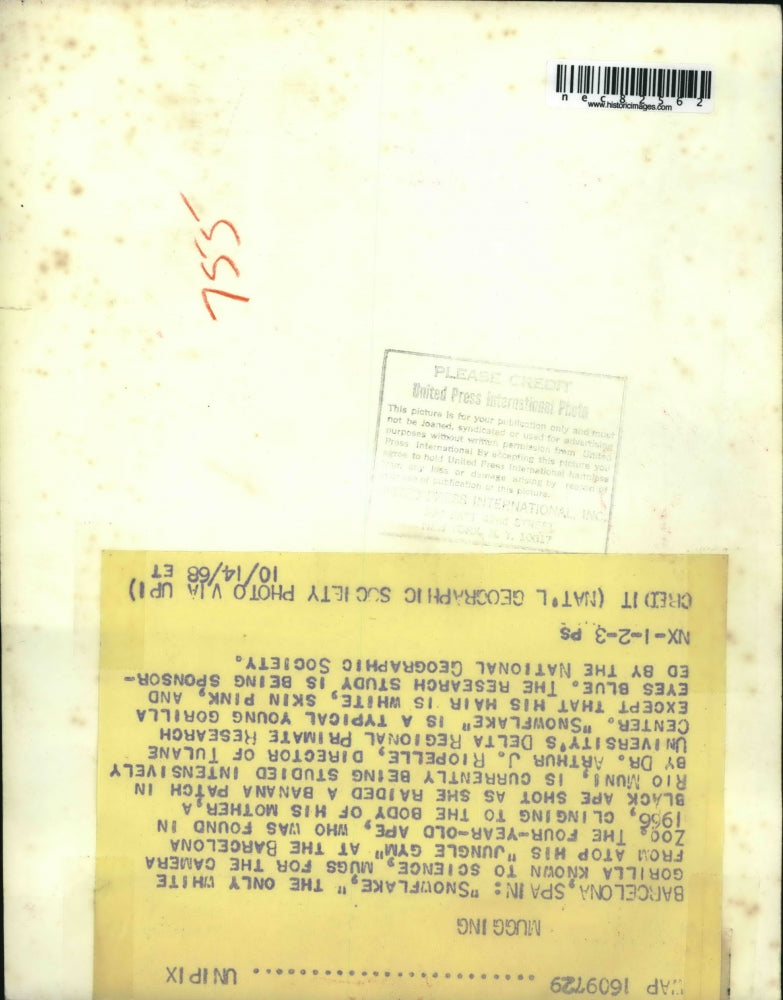 nec82562
www.historicimages.com
755
PLEASE CREDIT
United Press International Photo
This picture is for your publication only and must
not be loaned, syndicated or used for advertising
purposes without written permission from United
Press International By accepting this picture you
agree to hold United Press International harmless
from any loss or damage arising by reason of
your use of publication of this picture.
UNITED PRESS INTERNATIONAL, INC.
220 EAST 42nd STREET
NEW YORK, N. Y. 10017
WAP 1609729 .......................... UNIPIX
MUGGING
BARCELONA, SPAIN: "SNOWFLAKE," THE ONLY WHITE
GORILLA KNOWN TO SCIENCE, MUGS FOR THE CAMERA
FROM ATOP HIS "JUNGLE GYM" AT THE BARCELONA
ZOO. THE FOUR-YEAR-OLD APE, WHO WAS FOUND IN
1966, CLINGING TO THE BODY OF HIS MOTHER, A
BLACK APE SHOT AS SHE RAIDED A BANANA PATCH IN
RIO MUNI, IS CURRENTLY BEING STUDIED INTENSIVELY
BY DR. ARTHUR J. RIOPELLE, DIRECTOR OF TULANE
UNIVERSITY'S DELTA REGIONAL PRIMATE RESEARCH
CENTER. "SNOWFLAKE" IS A TYPICAL YOUNG GORILLA
EXCEPT THAT HIS HAIR IS WHITE, SKIN PINK, AND
EYES BLUE. THE RESEARCH STUDY IS BEING SPONSOR-
ED BY THE NATIONAL GEOGRAPHIC SOCIETY.
NX-1-2-3 PS
CREDIT (NAT'L GEOGRAPHIC SOCIETY PHOTO VIA UPI)
10/14/68 ET